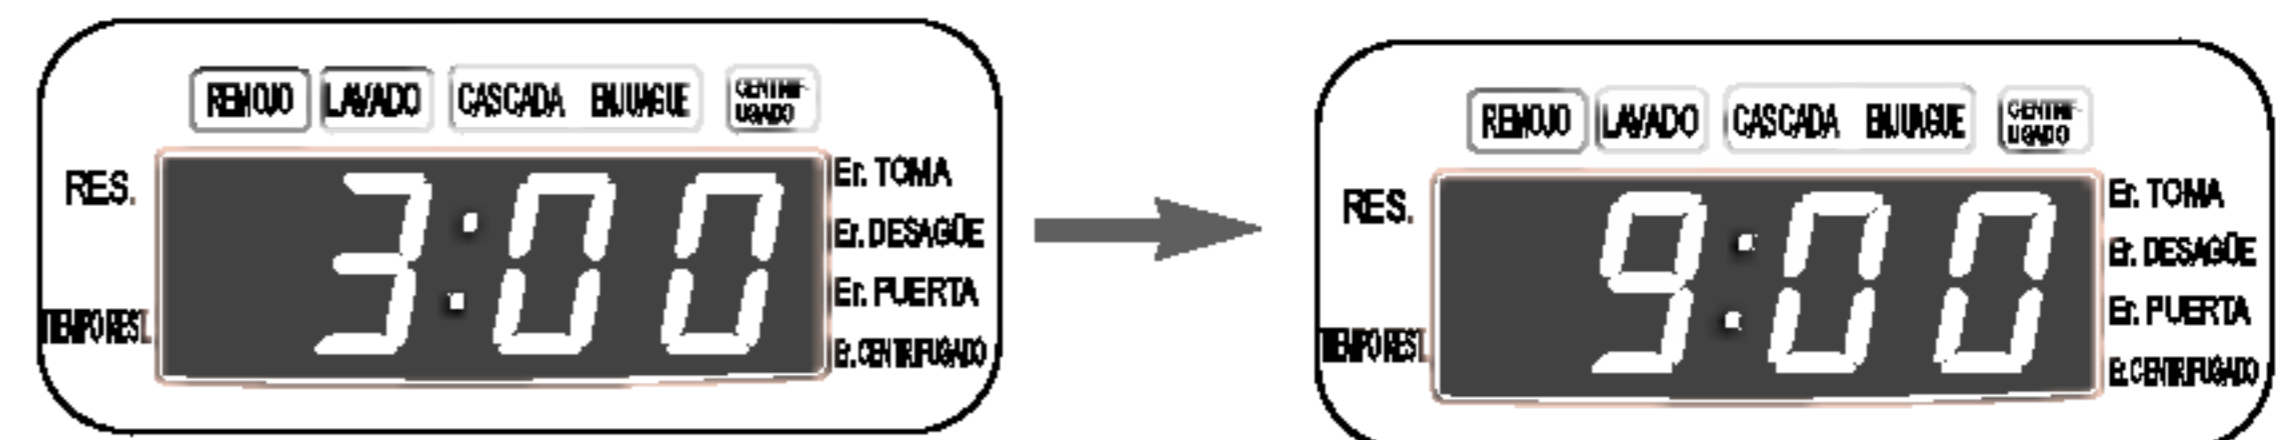 REMOJO LAVADO CASCADA ENJUAGUE CENTRIF-
UGADO
RES.
3:00
Er. TOMA
Er. DESAGÜE
Er. PUERTA
TIEMPO REST.
Er. CENTRIFUGADO
REMOJO LAVADO CASCADA ENJUAGUE CENTRIF-
UGADO
RES.
9:00
Er. TOMA
Er. DESAGÜE
Er. PUERTA
TIEMPO REST.
Er. CENTRIFUGADO